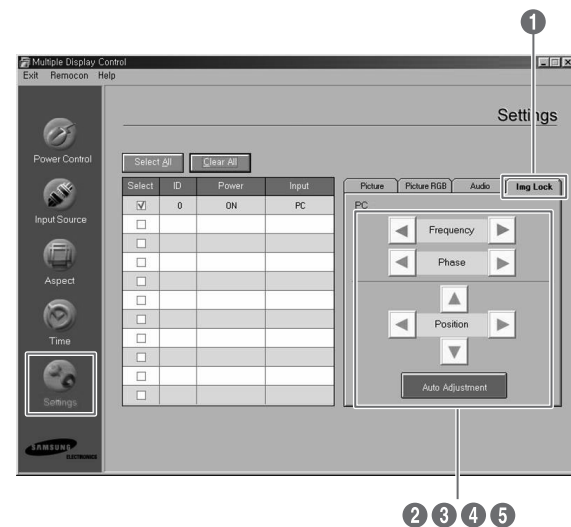 1
Multiple Display Control
Exit Remocon Help
Settings
Power Control
Input Source
Aspect
Time
Settings
SAMSUNG
ELECTRONICS
Select All Clear All
Select ID Power Input
0 ON PC
Picture Picture RGB Audio Img Lock
PC
Frequency
Phase
Position
Auto Adjustment
2 3 4 5